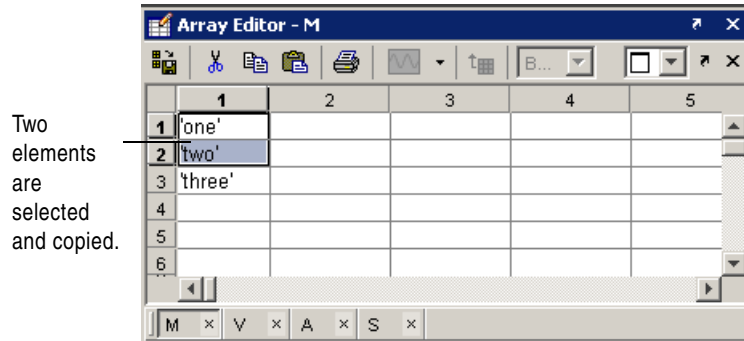 Array Editor - M
B...
1 2 3 4 5
1 'one'
2 'two'
3 'three'
4
5
6
M V A S
Two
elements
are
selected
and copied.